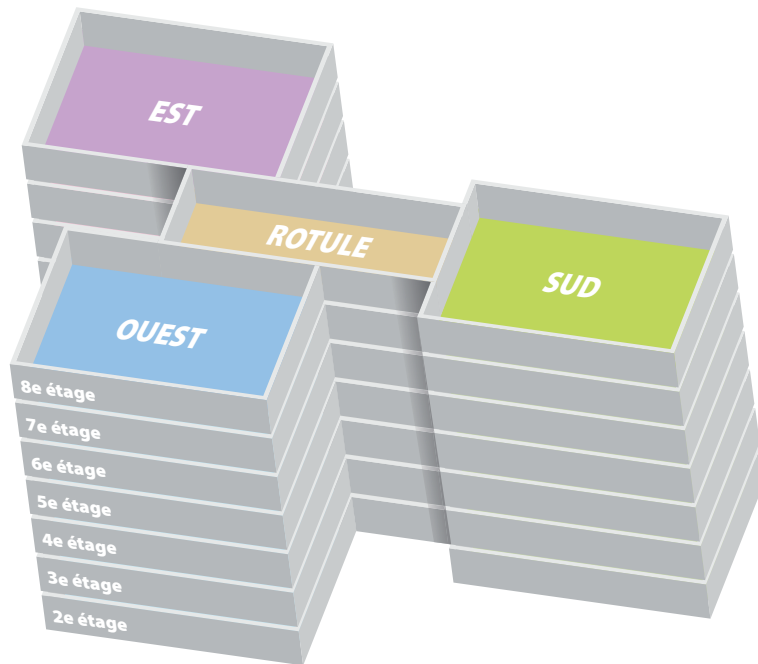 EST
ROTULE
SUD
OUEST
8e étage
7e étage
6e étage
5e étage
4e étage
3e étage
2e étage